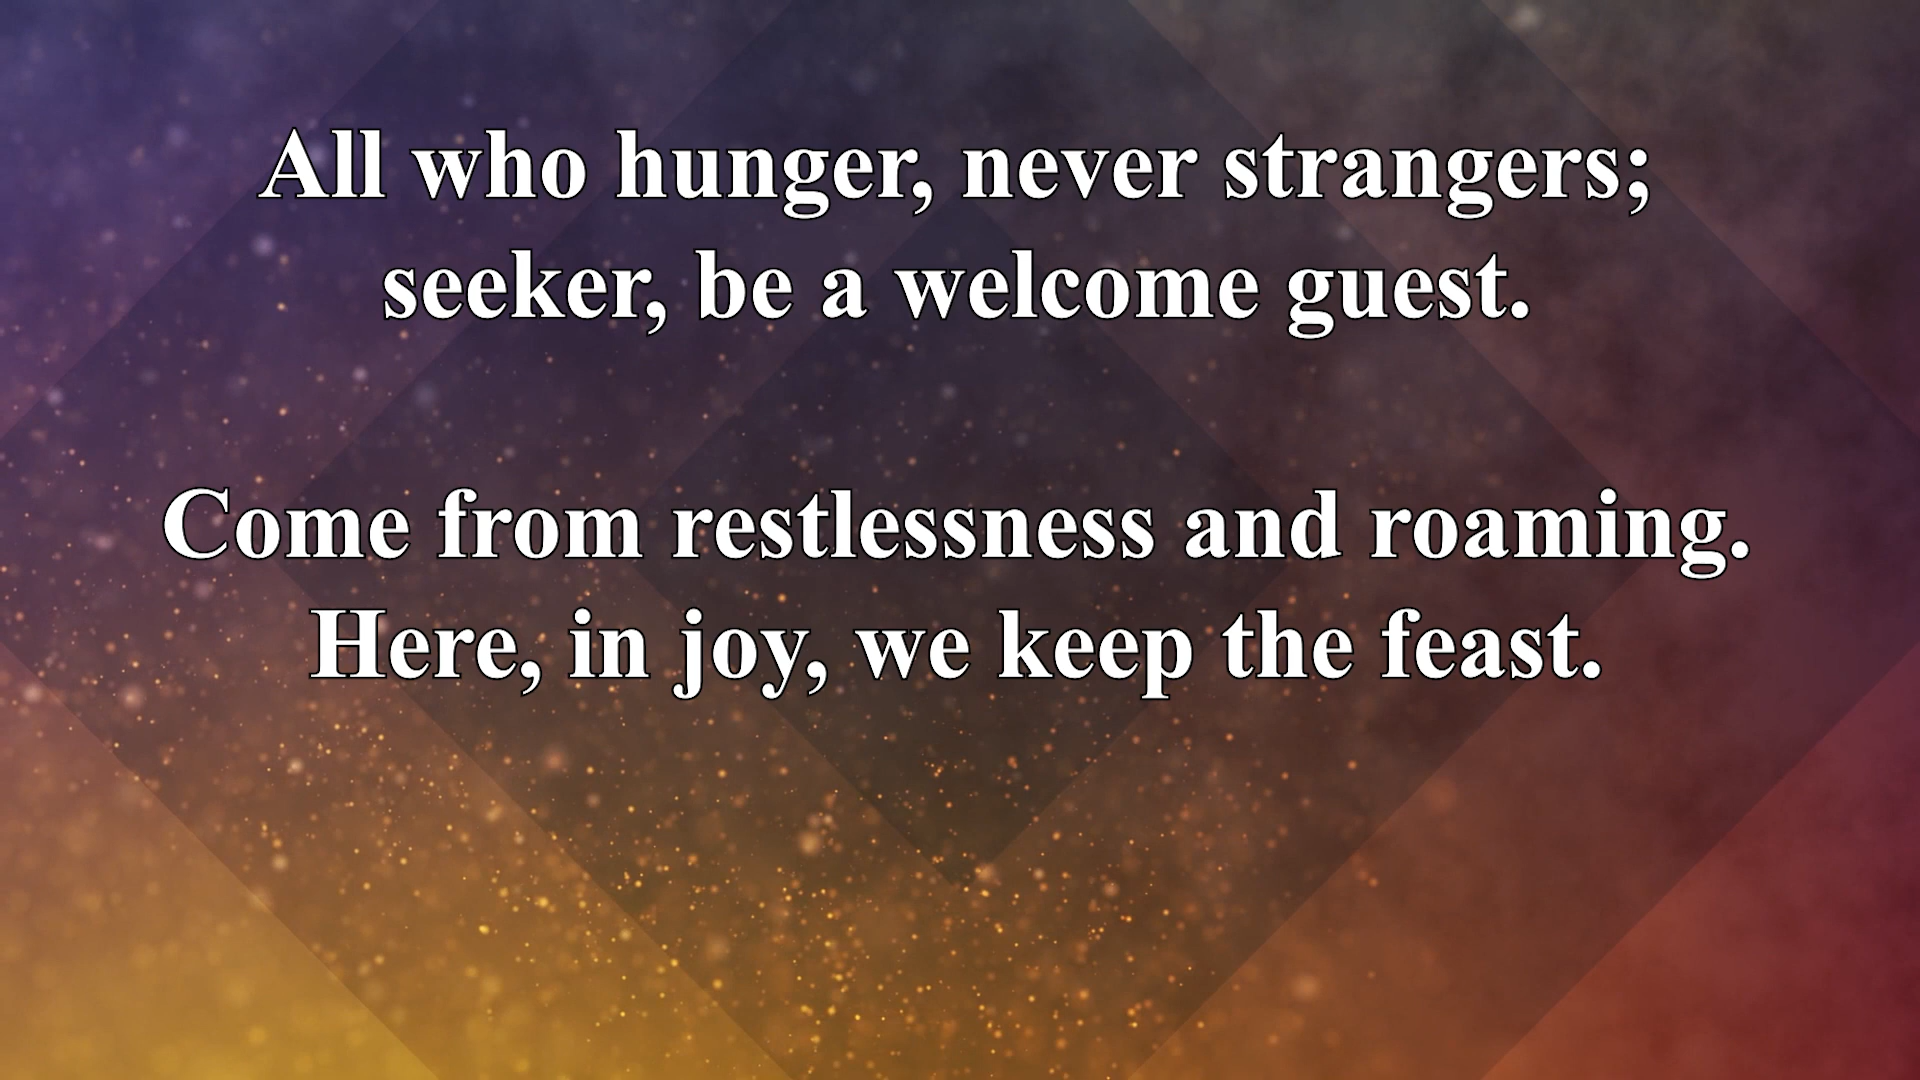 All who hunger, never strangers;
seeker, be a welcome guest.
Come from restlessness and roaming.
Here, in joy, we keep the feast.